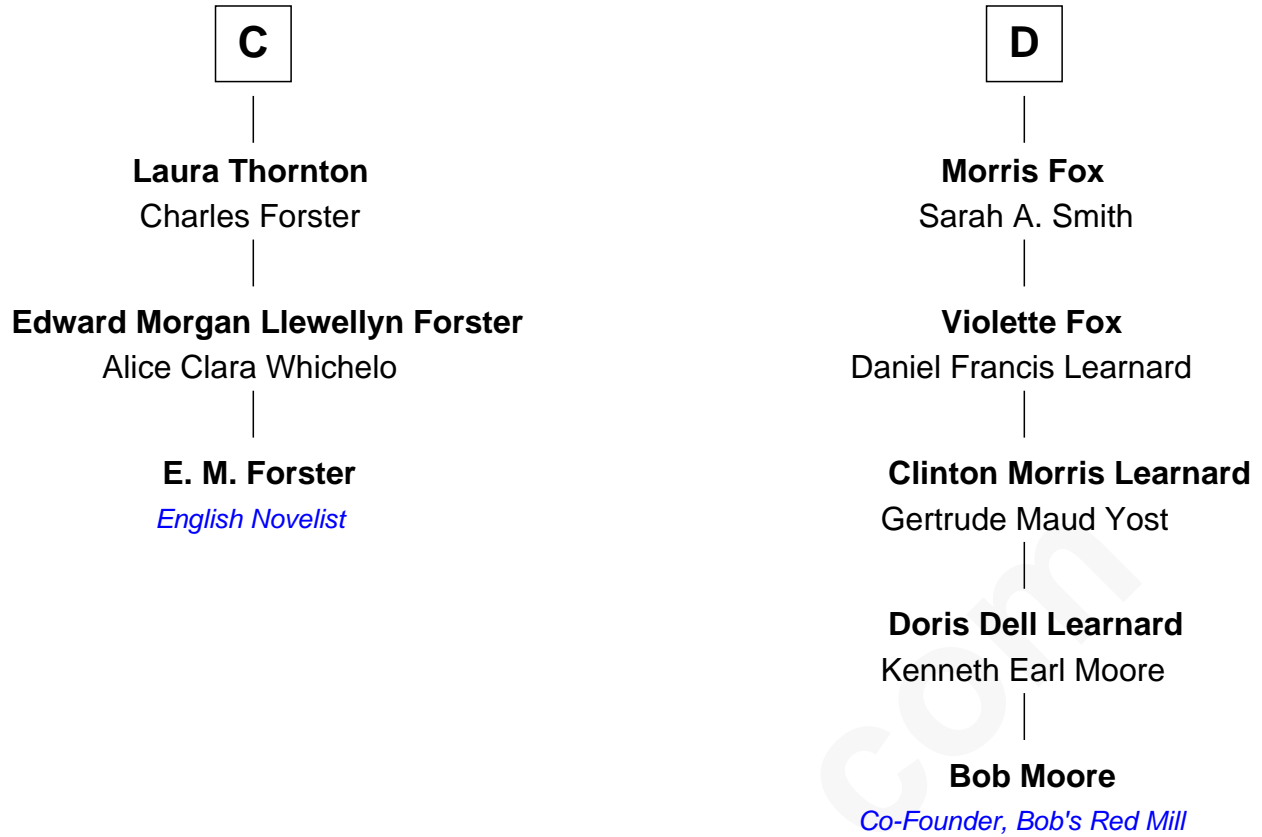 C
Laura Thornton
Charles Forster
Edward Morgan Llewellyn Forster
Alice Clara Whichelo
E. M. Forster
English Novelist
D
Morris Fox
Sarah A. Smith
Violette Fox
Daniel Francis Learnard
Clinton Morris Learnard
Gertrude Maud Yost
Doris Dell Learnard
Kenneth Earl Moore
Bob Moore
Co-Founder, Bob's Red Mill
com